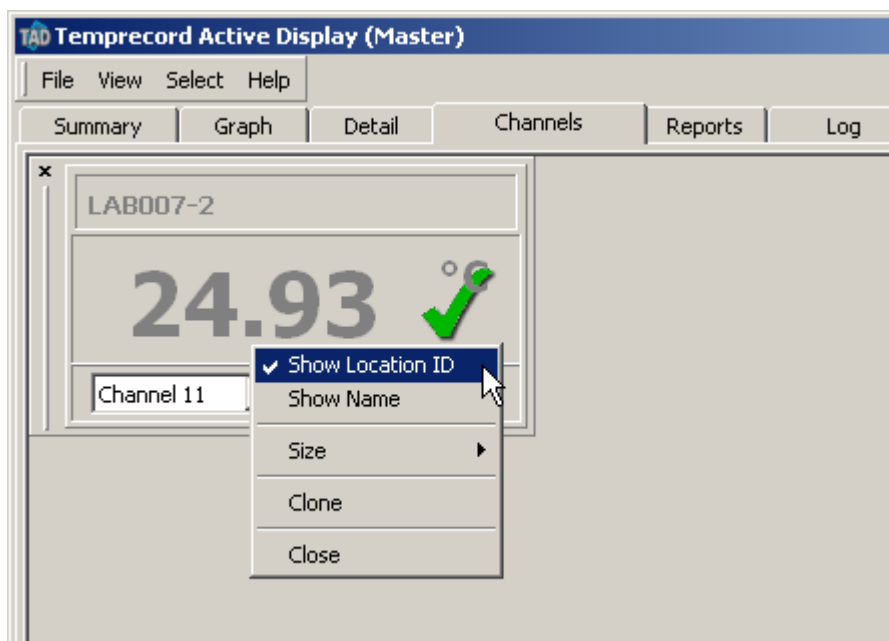 TAD Temprecord Active Display (Master)
File View Select Help
Summary Graph Detail Channels Reports Log
LAB007-2
24.93 °C
Channel 11
Show Location ID
Show Name
Size
Clone
Close